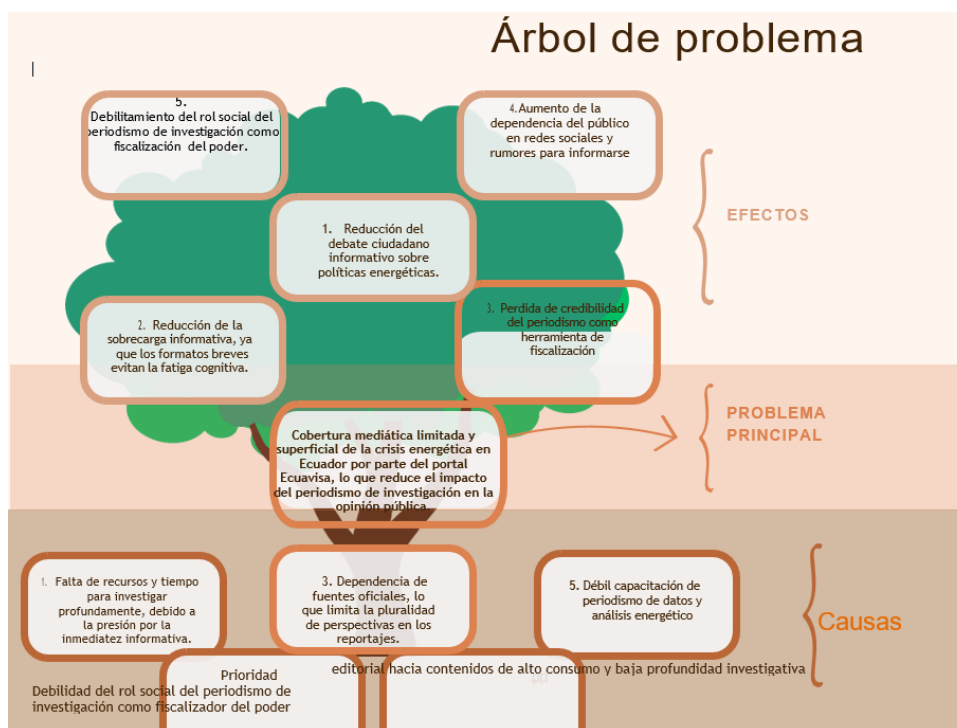 Árbol de problema
5.
Debilitamiento del rol social del
periodismo de investigación como
fiscalización del poder.
4.Aumento de la
dependencia del público
en redes sociales y
rumores para informarse
EFECTOS
1. Reducción del
debate ciudadano
informativo sobre
políticas energéticas.
2. Reducción de la
sobrecarga informativa, ya
que los formatos breves
evitan la fatiga cognitiva.
3. Perdida de credibilidad
del periodismo como
herramienta de
fiscalización
PROBLEMA
PRINCIPAL
Cobertura mediática limitada y
superficial de la crisis energética en
Ecuador por parte del portal
Ecuavisa, lo que reduce el impacto
del periodismo de investigación en la
opinión pública.
1. Falta de recursos y tiempo
para investigar
profundamente, debido a
la presión por la
inmediatez informativa.
3. Dependencia de
fuentes oficiales, lo
que limita la pluralidad
de perspectivas en los
reportajes.
5. Débil capacitación de
periodismo de datos y
análisis energético
Causas
Prioridad
editorial hacia contenidos de alto consumo y baja profundidad investigativa
Debilidad del rol social del periodismo de
investigación como fiscalizador del poder